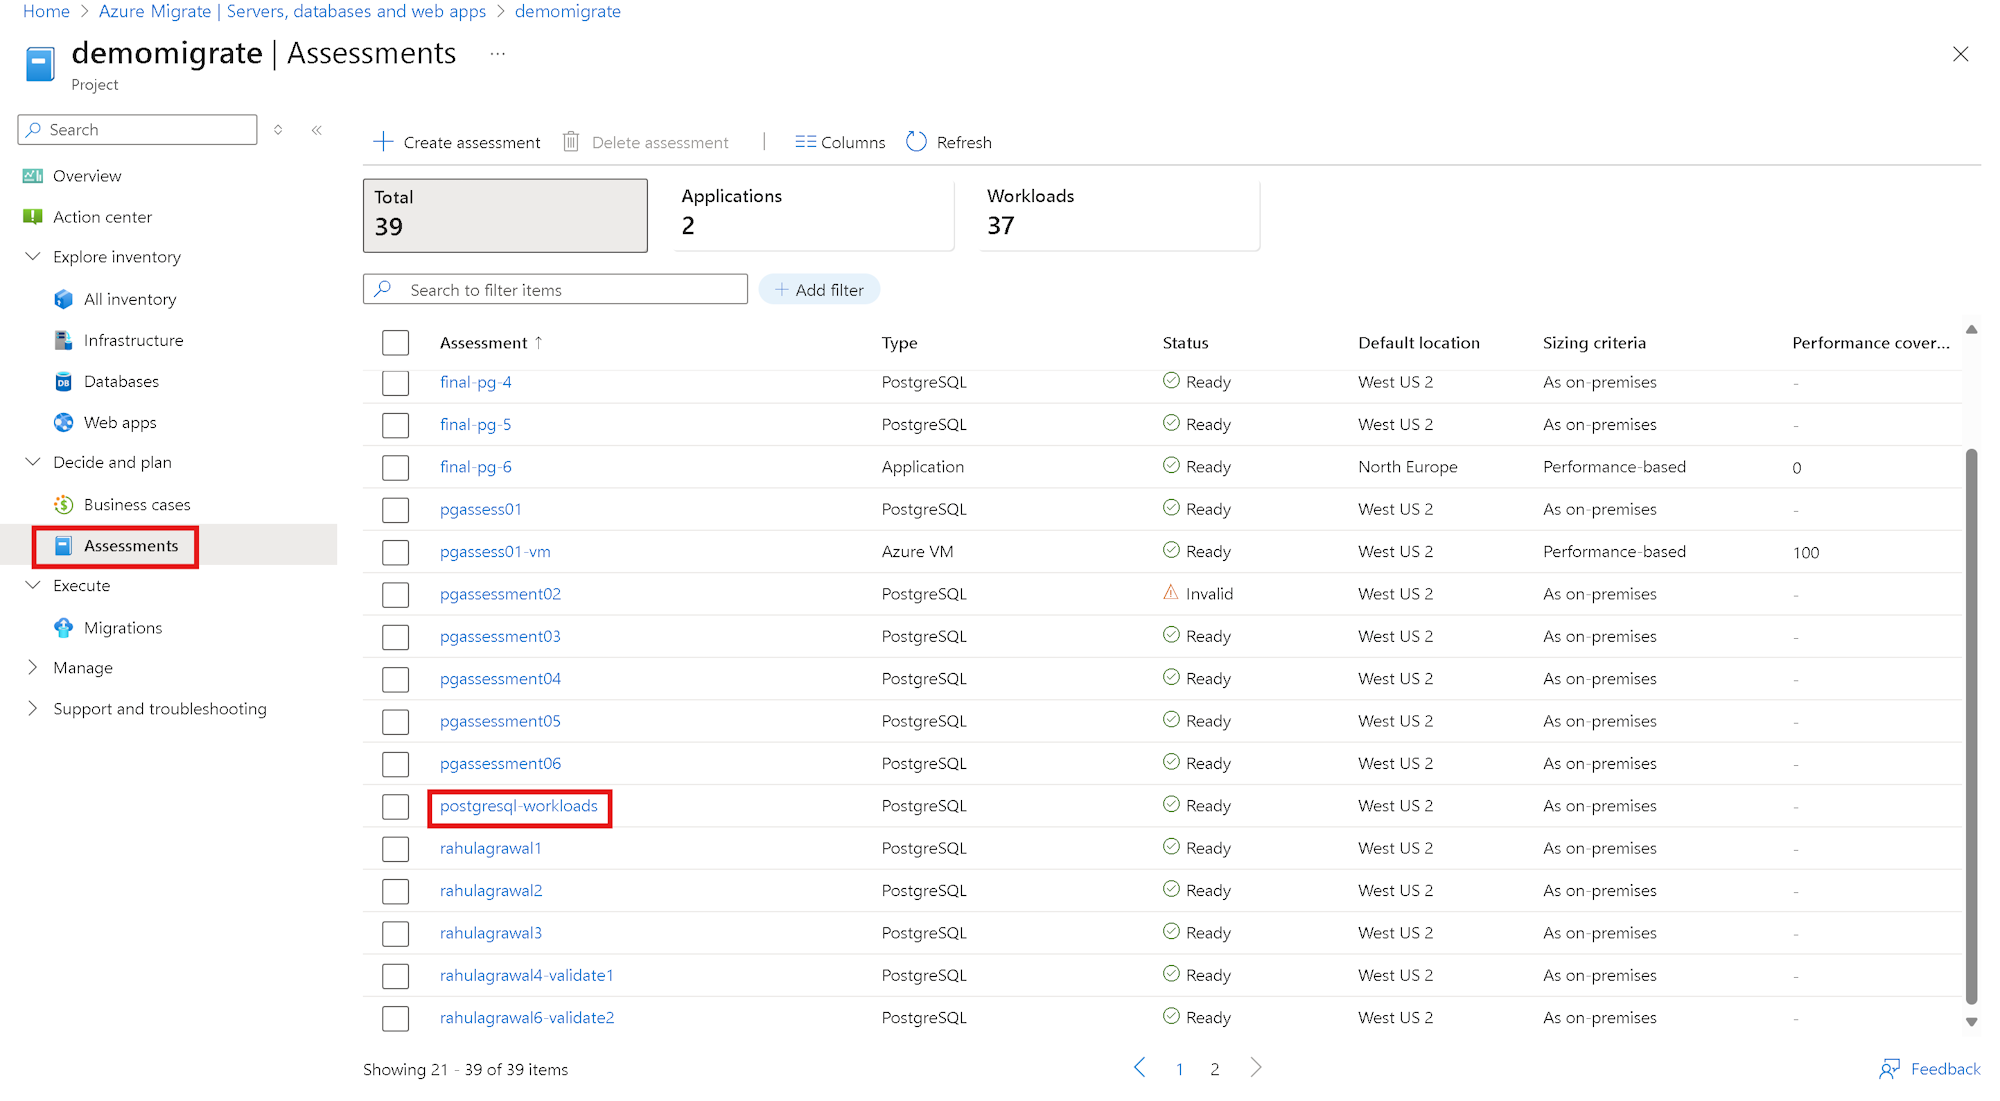 Home > Azure Migrate | Servers, databases and web apps > demomigrate
demomigrate | Assessments ...
Project
Search
Overview
Action center
Explore inventory
All inventory
Infrastructure
Databases
Web apps
Decide and plan
Business cases
Assessments
Execute
Migrations
Manage
Support and troubleshooting
Create assessment Delete assessment | Columns Refresh
Total
39
Applications
2
Workloads
37
Search to filter items Add filter
Assessment ↑ Type Status Default location Sizing criteria Performance cover...
final-pg-4 PostgreSQL Ready West US 2 As on-premises -
final-pg-5 PostgreSQL Ready West US 2 As on-premises -
final-pg-6 Application Ready North Europe Performance-based 0
pgassess01 PostgreSQL Ready West US 2 As on-premises -
pgassess01-vm Azure VM Ready West US 2 Performance-based 100
pgassessment02 PostgreSQL Invalid West US 2 As on-premises -
pgassessment03 PostgreSQL Ready West US 2 As on-premises -
pgassessment04 PostgreSQL Ready West US 2 As on-premises -
pgassessment05 PostgreSQL Ready West US 2 As on-premises -
pgassessment06 PostgreSQL Ready West US 2 As on-premises -
postgresql-workloads PostgreSQL Ready West US 2 As on-premises -
rahulagrawal1 PostgreSQL Ready West US 2 As on-premises -
rahulagrawal2 PostgreSQL Ready West US 2 As on-premises -
rahulagrawal3 PostgreSQL Ready West US 2 As on-premises -
rahulagrawal4-validate1 PostgreSQL Ready West US 2 As on-premises -
rahulagrawal6-validate2 PostgreSQL Ready West US 2 As on-premises -
Showing 21 - 39 of 39 items 1 2 Feedback